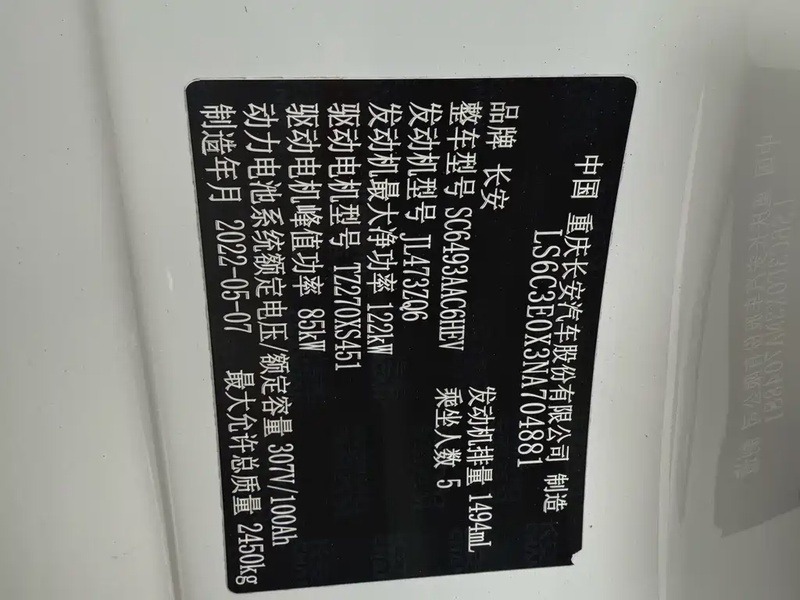 中国 重庆长安汽车股份有限公司 制造
LS6C3E0X3NA704881
品牌 长安
整车型号 SC6493AAC6HEV 发动机排量 1494mL
发动机型号 JL473ZQ6 乘坐人数 5
发动机最大净功率 122kW
驱动电机型号 TZ270XS451
驱动电机峰值功率 85kW
动力电池系统额定电压/额定容量 307V/100Ah
制造年月 2022-05-07 最大允许总质量 2450kg